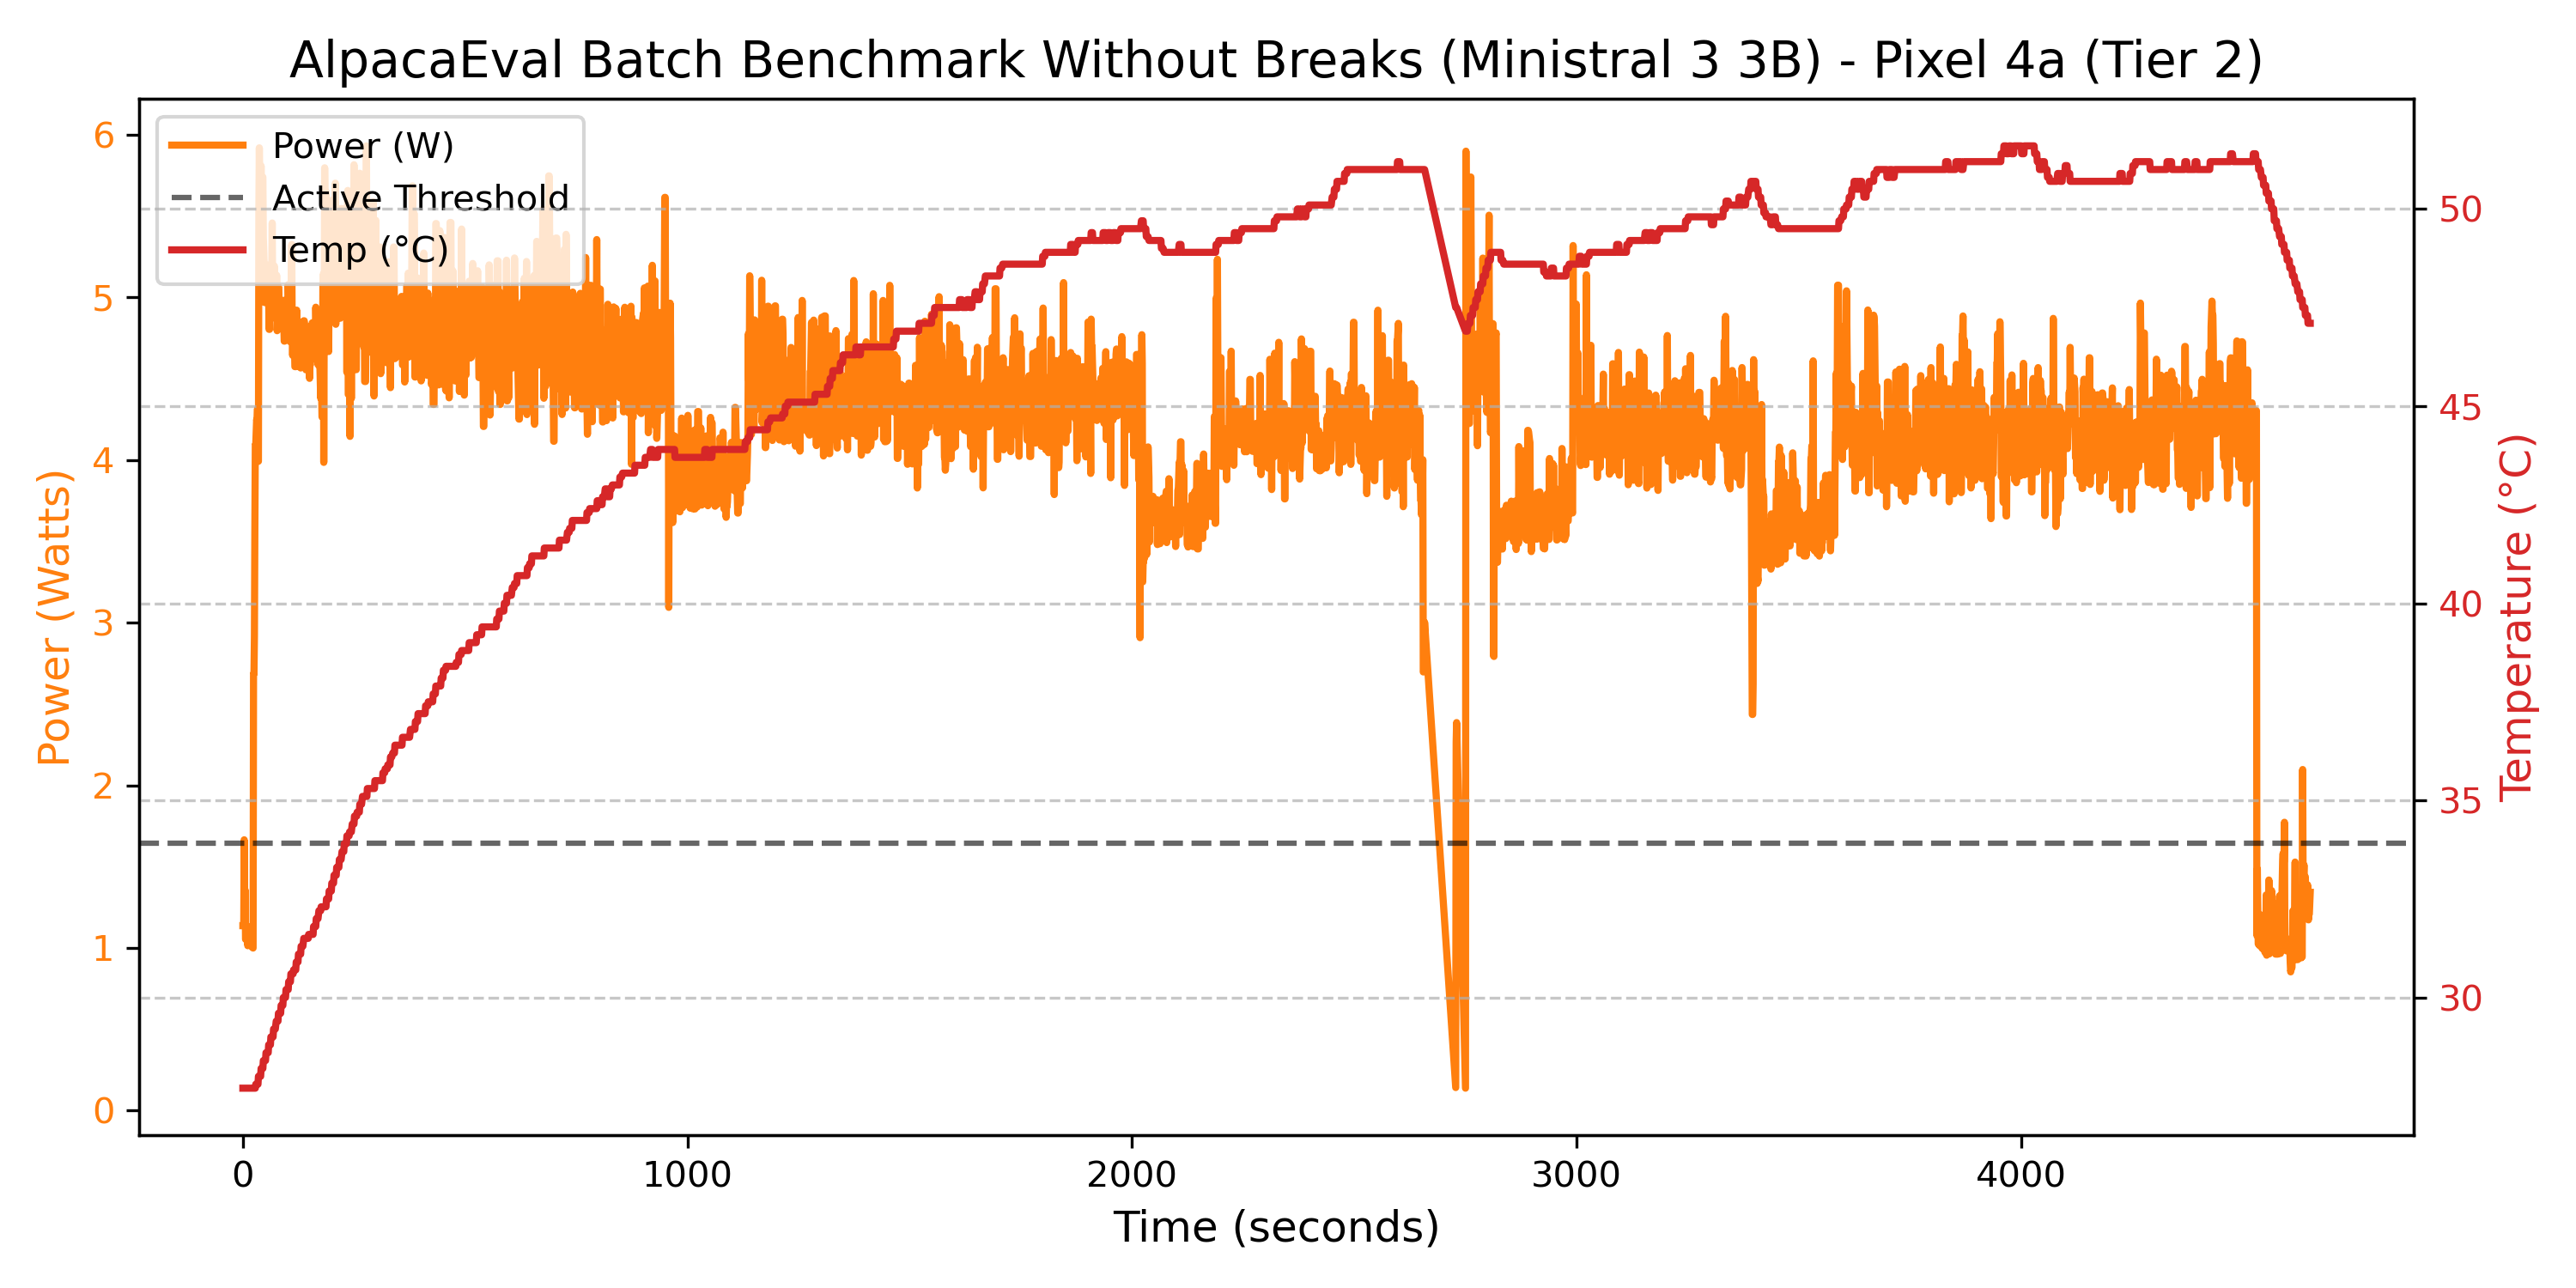 AlpacaEval Batch Benchmark Without Breaks (Ministral 3 3B) - Pixel 4a (Tier 2)
Power (W)
Active Threshold
Temp (°C)
Power (Watts)
6
5
4
3
2
1
0
50
45
40
35
30
Temperature (°C)
0
1000
2000
3000
4000
Time (seconds)